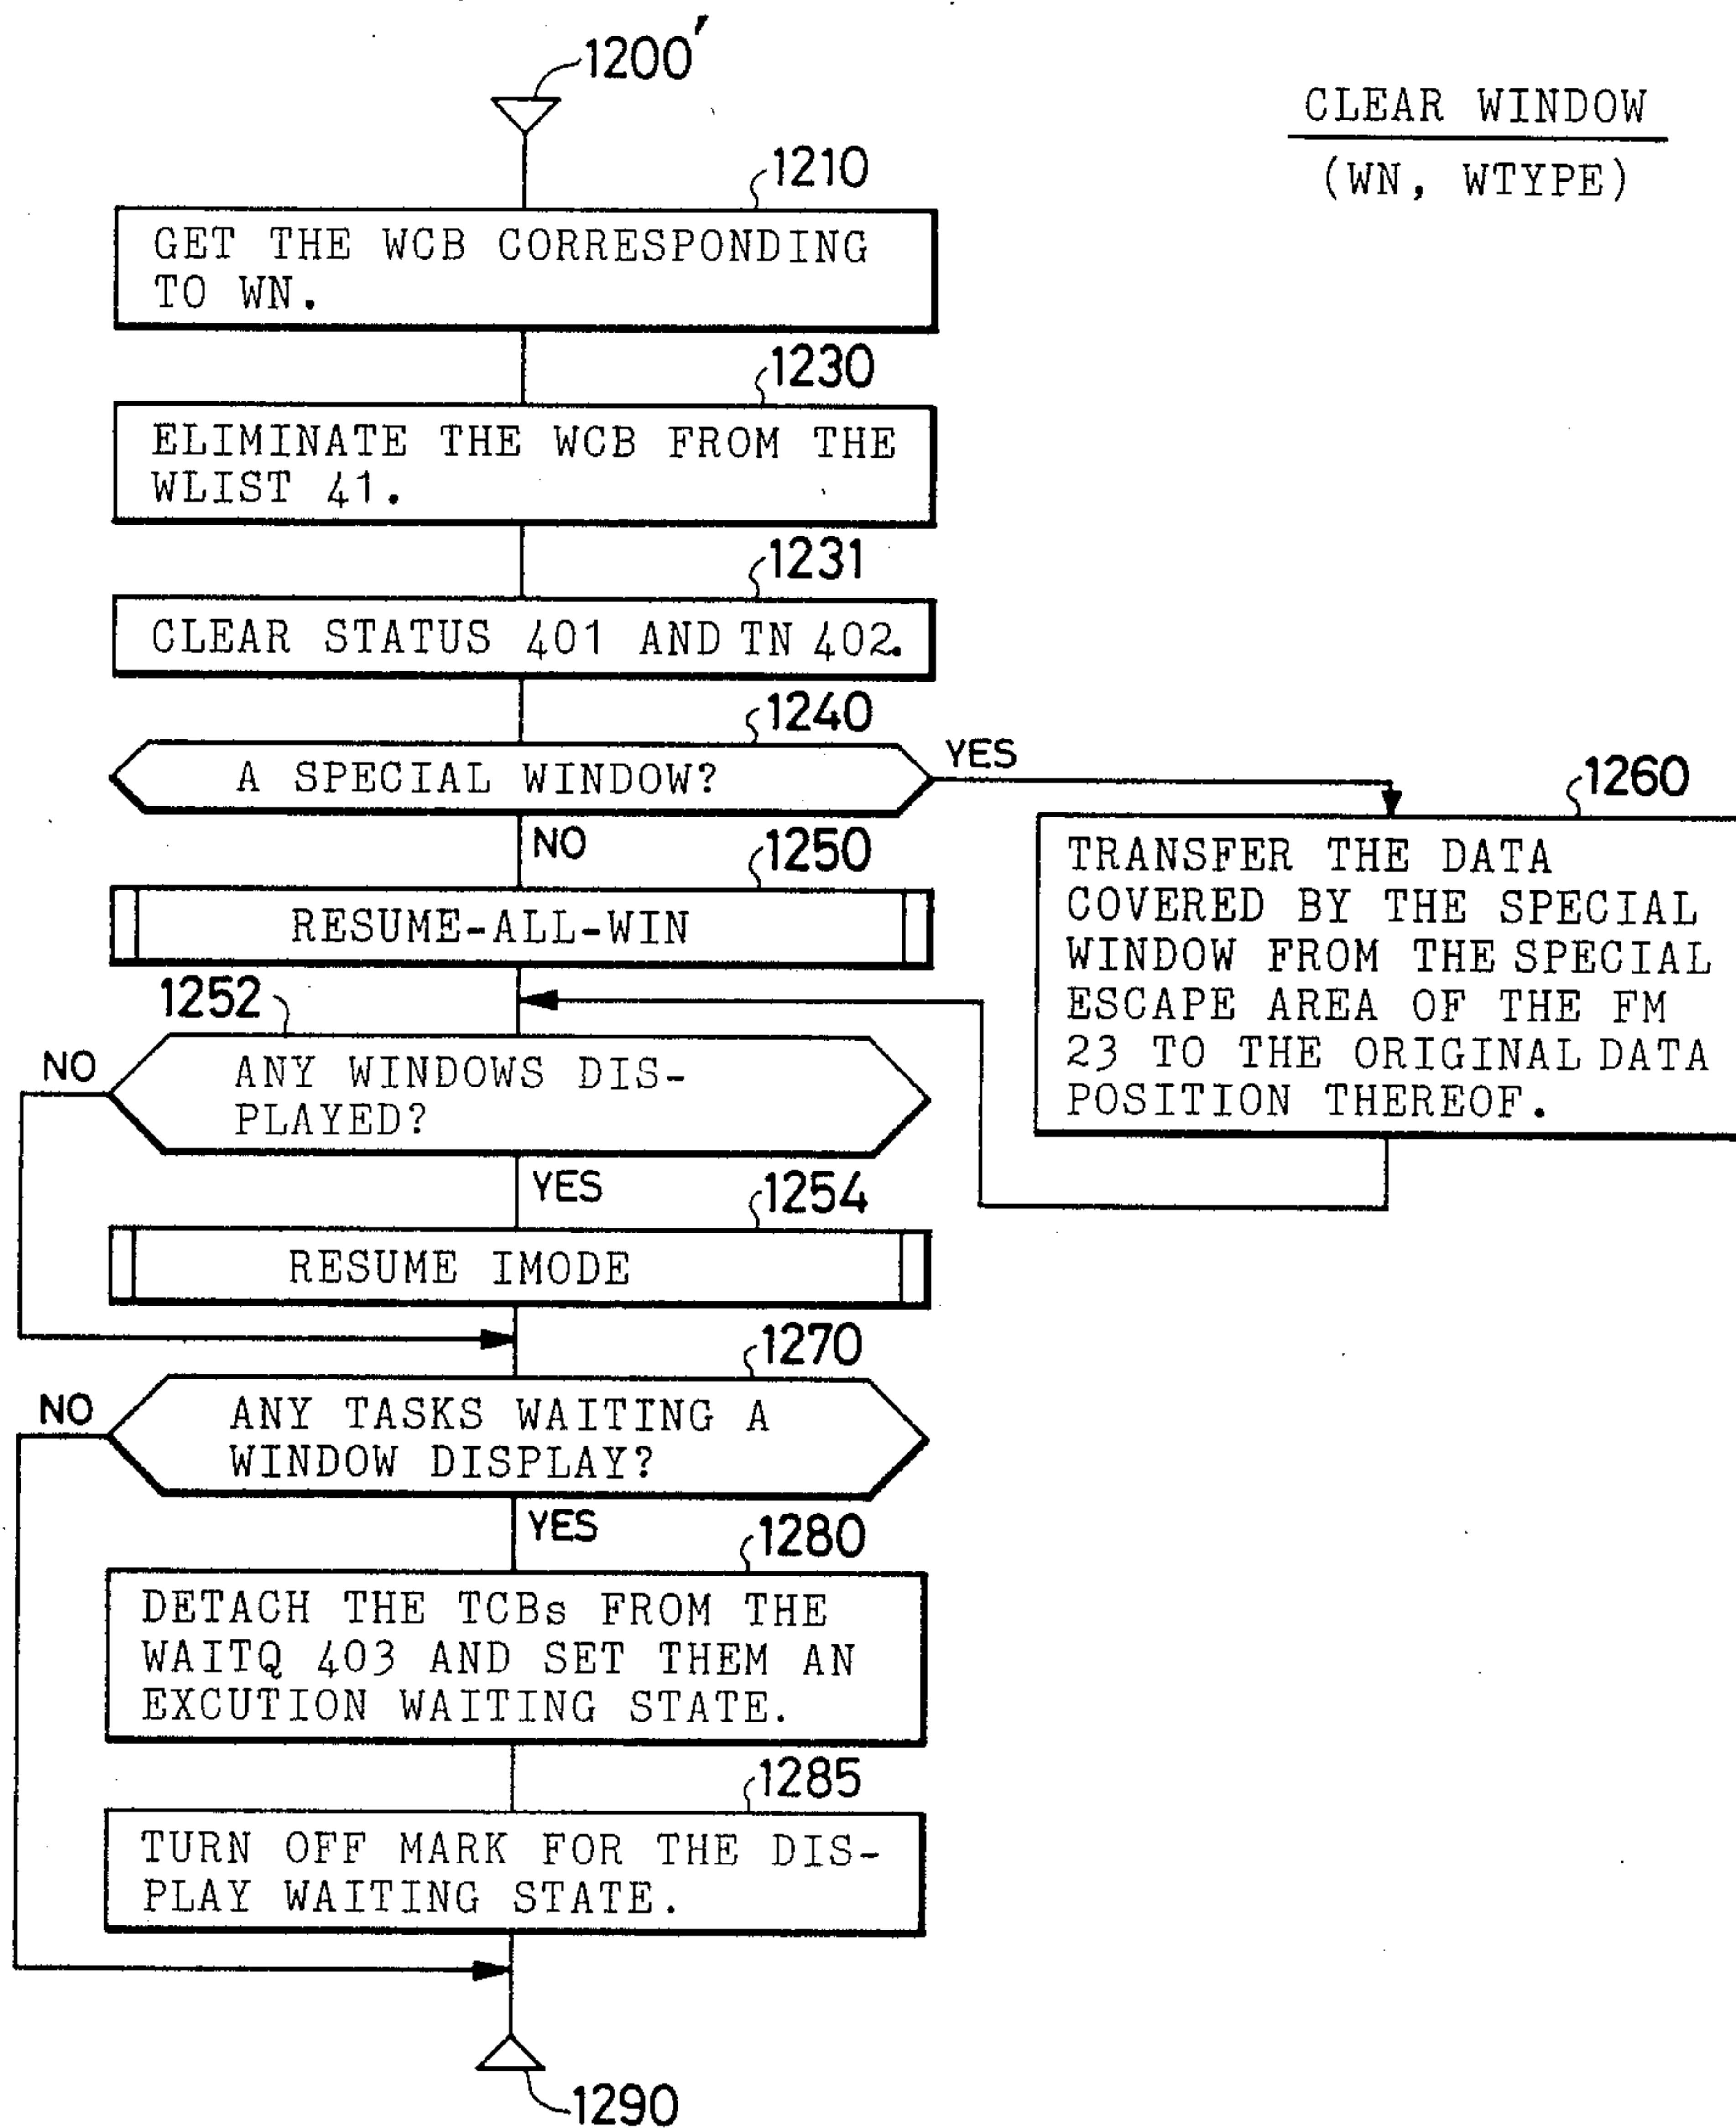 1200'
CLEAR WINDOW
(WN, WTYPE)
1210
GET THE WCB CORRESPONDING
TO WN.
1230
ELIMINATE THE WCB FROM THE
WLIST 41.
1231
CLEAR STATUS 401 AND TN 402.
1240
A SPECIAL WINDOW?
YES
1260
TRANSFER THE DATA
COVERED BY THE SPECIAL
WINDOW FROM THE SPECIAL
ESCAPE AREA OF THE FM
23 TO THE ORIGINAL DATA
POSITION THEREOF.
NO
1250
RESUME-ALL-WIN
1252
NO
ANY WINDOWS DIS-
PLAYED?
YES
1254
RESUME IMODE
1270
NO
ANY TASKS WAITING A
WINDOW DISPLAY?
YES
1280
DETACH THE TCBs FROM THE
WAITQ 403 AND SET THEM AN
EXCUTION WAITING STATE.
1285
TURN OFF MARK FOR THE DIS-
PLAY WAITING STATE.
1290